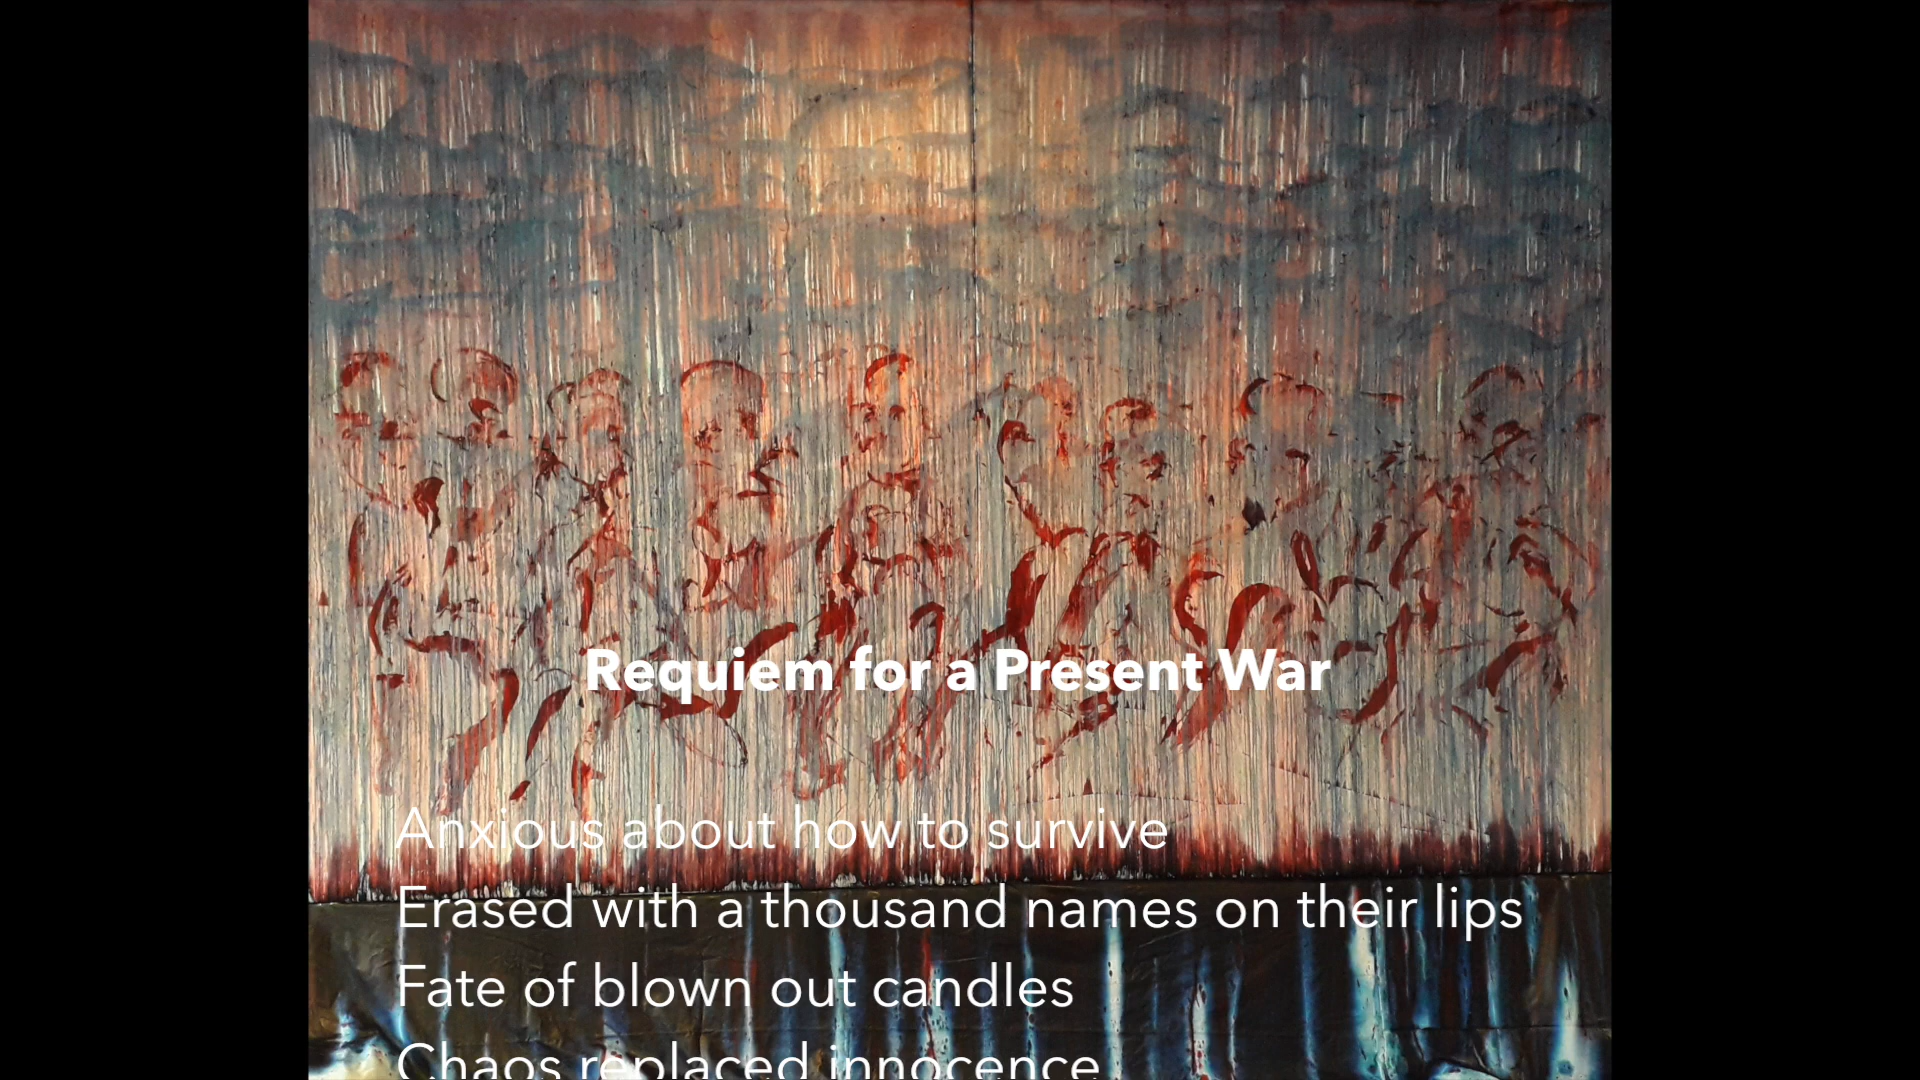 Requiem for a Present War
Anxious about how to survive
Erased with a thousand names on their lips
Fate of blown out candles
Chaos replaced innocence